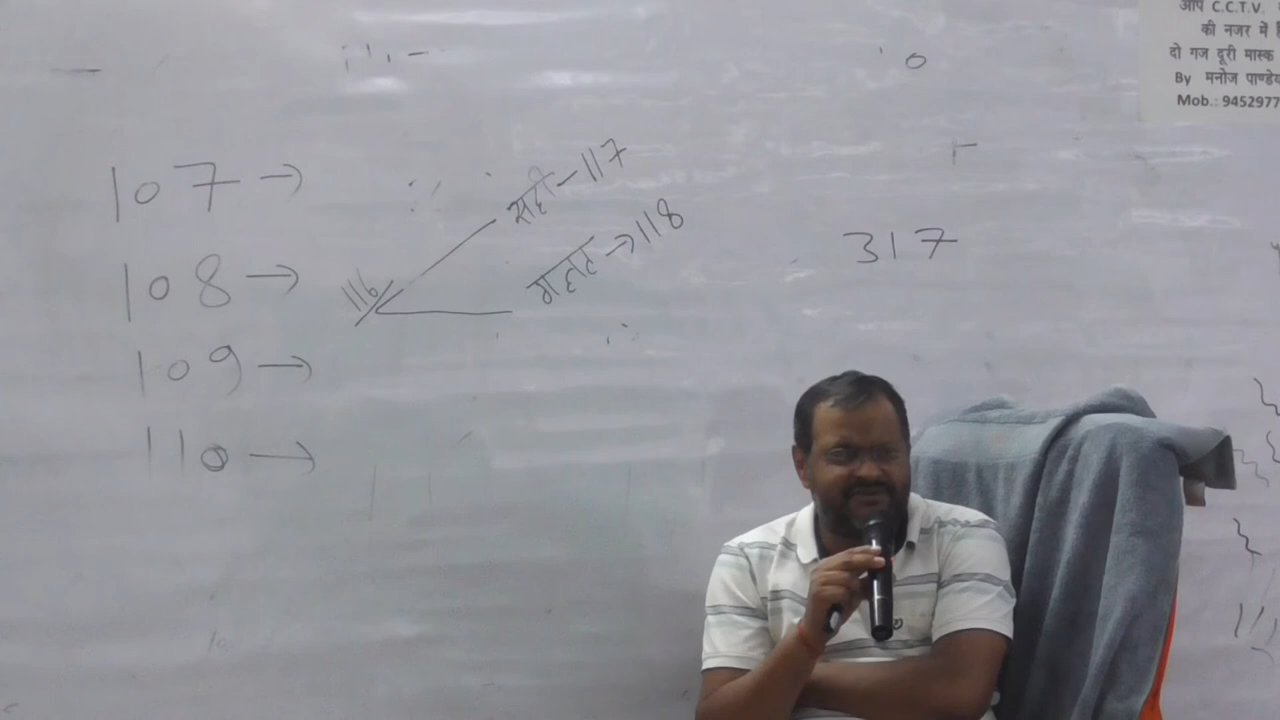 आप C.C.T.V.
की नजर में
दो गज दूरी मास्क
By मनोज पाण्डेय
Mob.: 9452977
107 →
108 →
109 →
110 →
116
सही - 117
गलत → 118
317